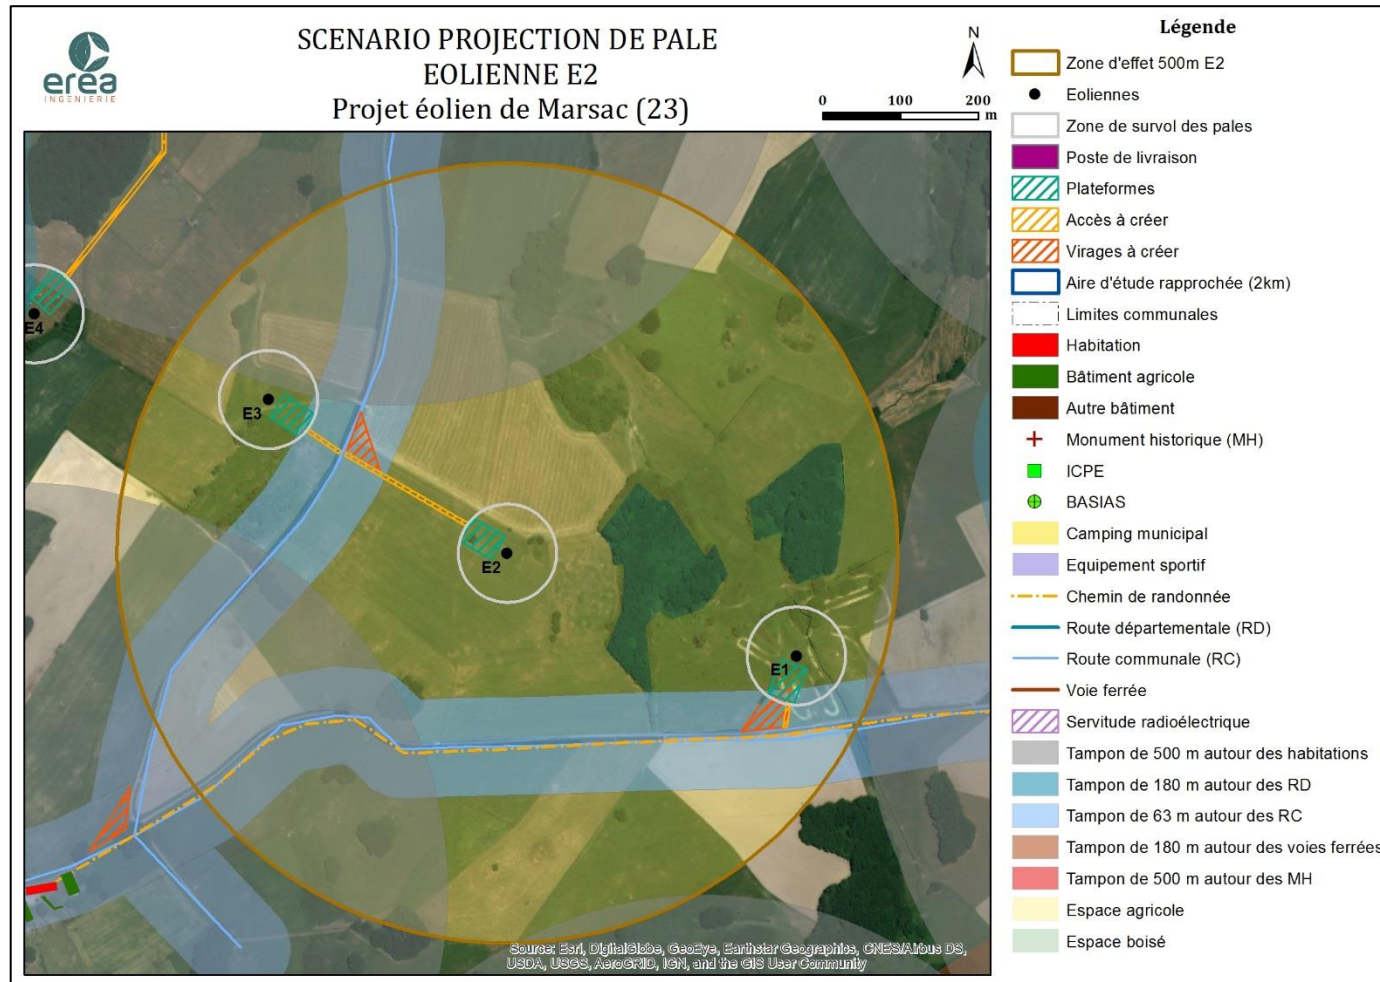 erea
INGENIERIE
SCENARIO PROJECTION DE PALE
EOLIENNE E2
Projet éolien de Marsac (23)
N
0 100 200
m
E4
E3
E2
E1
Source: Esri, DigitalGlobe, GeoEye, Earthstar Geographics, CNES/Airbus DS,
USDA, USGS, AeroGRID, IGN, and the GIS User Community
Légende
Zone d'effet 500m E2
Eoliennes
Zone de survol des pales
Poste de livraison
Plateformes
Accès à créer
Virages à créer
Aire d'étude rapprochée (2km)
Limites communales
Habitation
Bâtiment agricole
Autre bâtiment
Monument historique (MH)
ICPE
BASIAS
Camping municipal
Equipement sportif
Chemin de randonnée
Route départementale (RD)
Route communale (RC)
Voie ferrée
Servitude radioélectrique
Tampon de 500 m autour des habitations
Tampon de 180 m autour des RD
Tampon de 63 m autour des RC
Tampon de 180 m autour des voies ferrées
Tampon de 500 m autour des MH
Espace agricole
Espace boisé